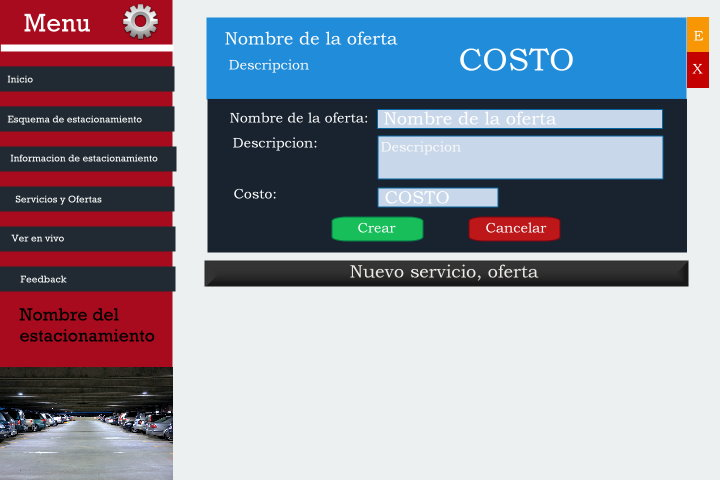 Menu
Inicio
Esquema de estacionamiento
Informacion de estacionamiento
Servicios y Ofertas
Ver en vivo
Feedback
Nombre del
estacionamiento
Nombre de la oferta
Descripcion
COSTO
E
X
Nombre de la oferta: Nombre de la oferta
Descripcion: Descripcion
Costo: COSTO
Crear Cancelar
Nuevo servicio, oferta